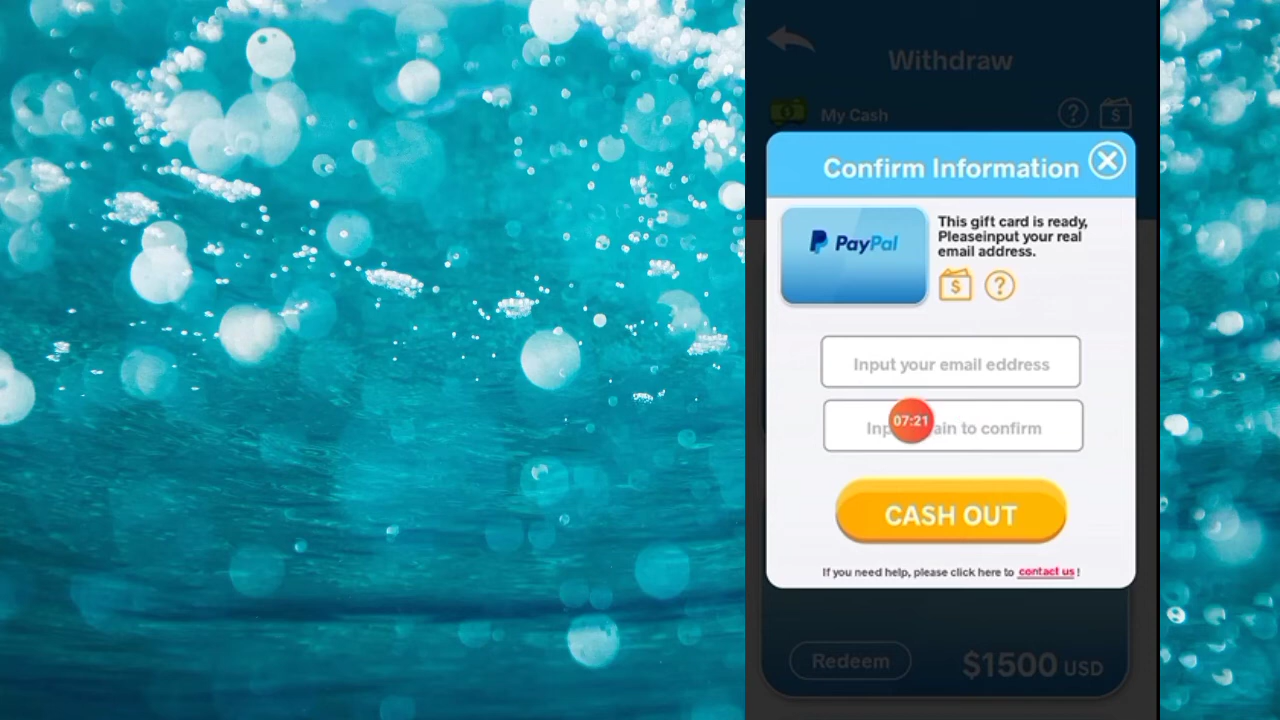 Withdraw
My Cash
?
$
Confirm Information
PayPal
This gift card is ready,
Pleaseinput your real
email address.
$ ?
Input your email eddress
07:21
Inp ain to confirm
CASH OUT
If you need help, please click here to contact us !
Redeem
$1500 USD